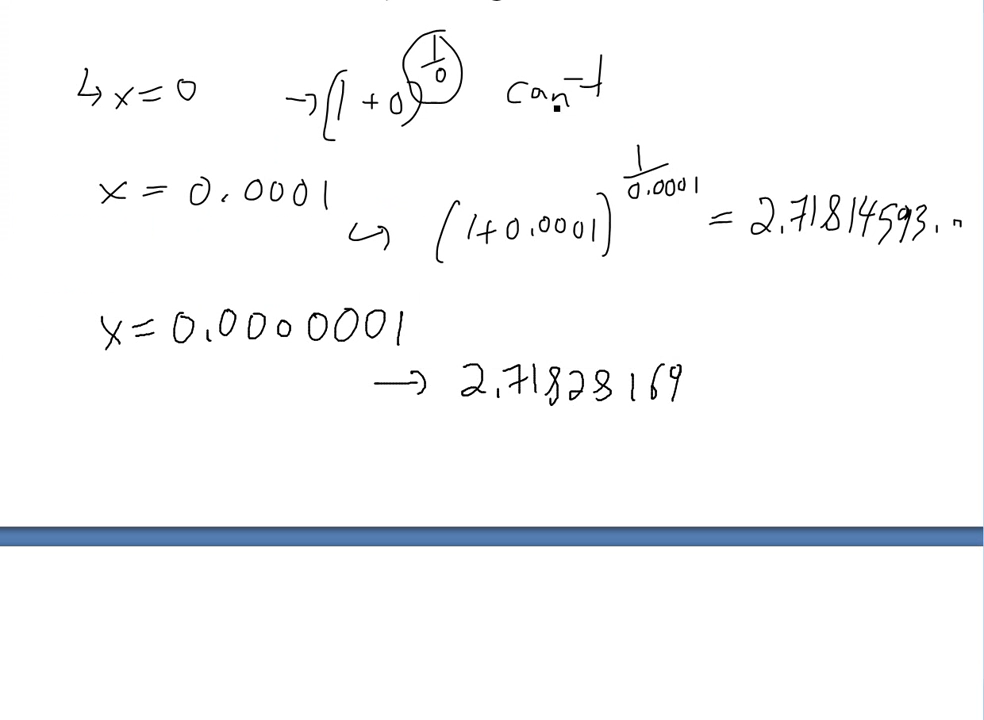 ↳ x = 0 → (1 + 0)^(1/0) can't
x = 0.0001
↪ (1 + 0.0001)^(1/0.0001) = 2.71814593..
x = 0.0000001
→ 2.71828169